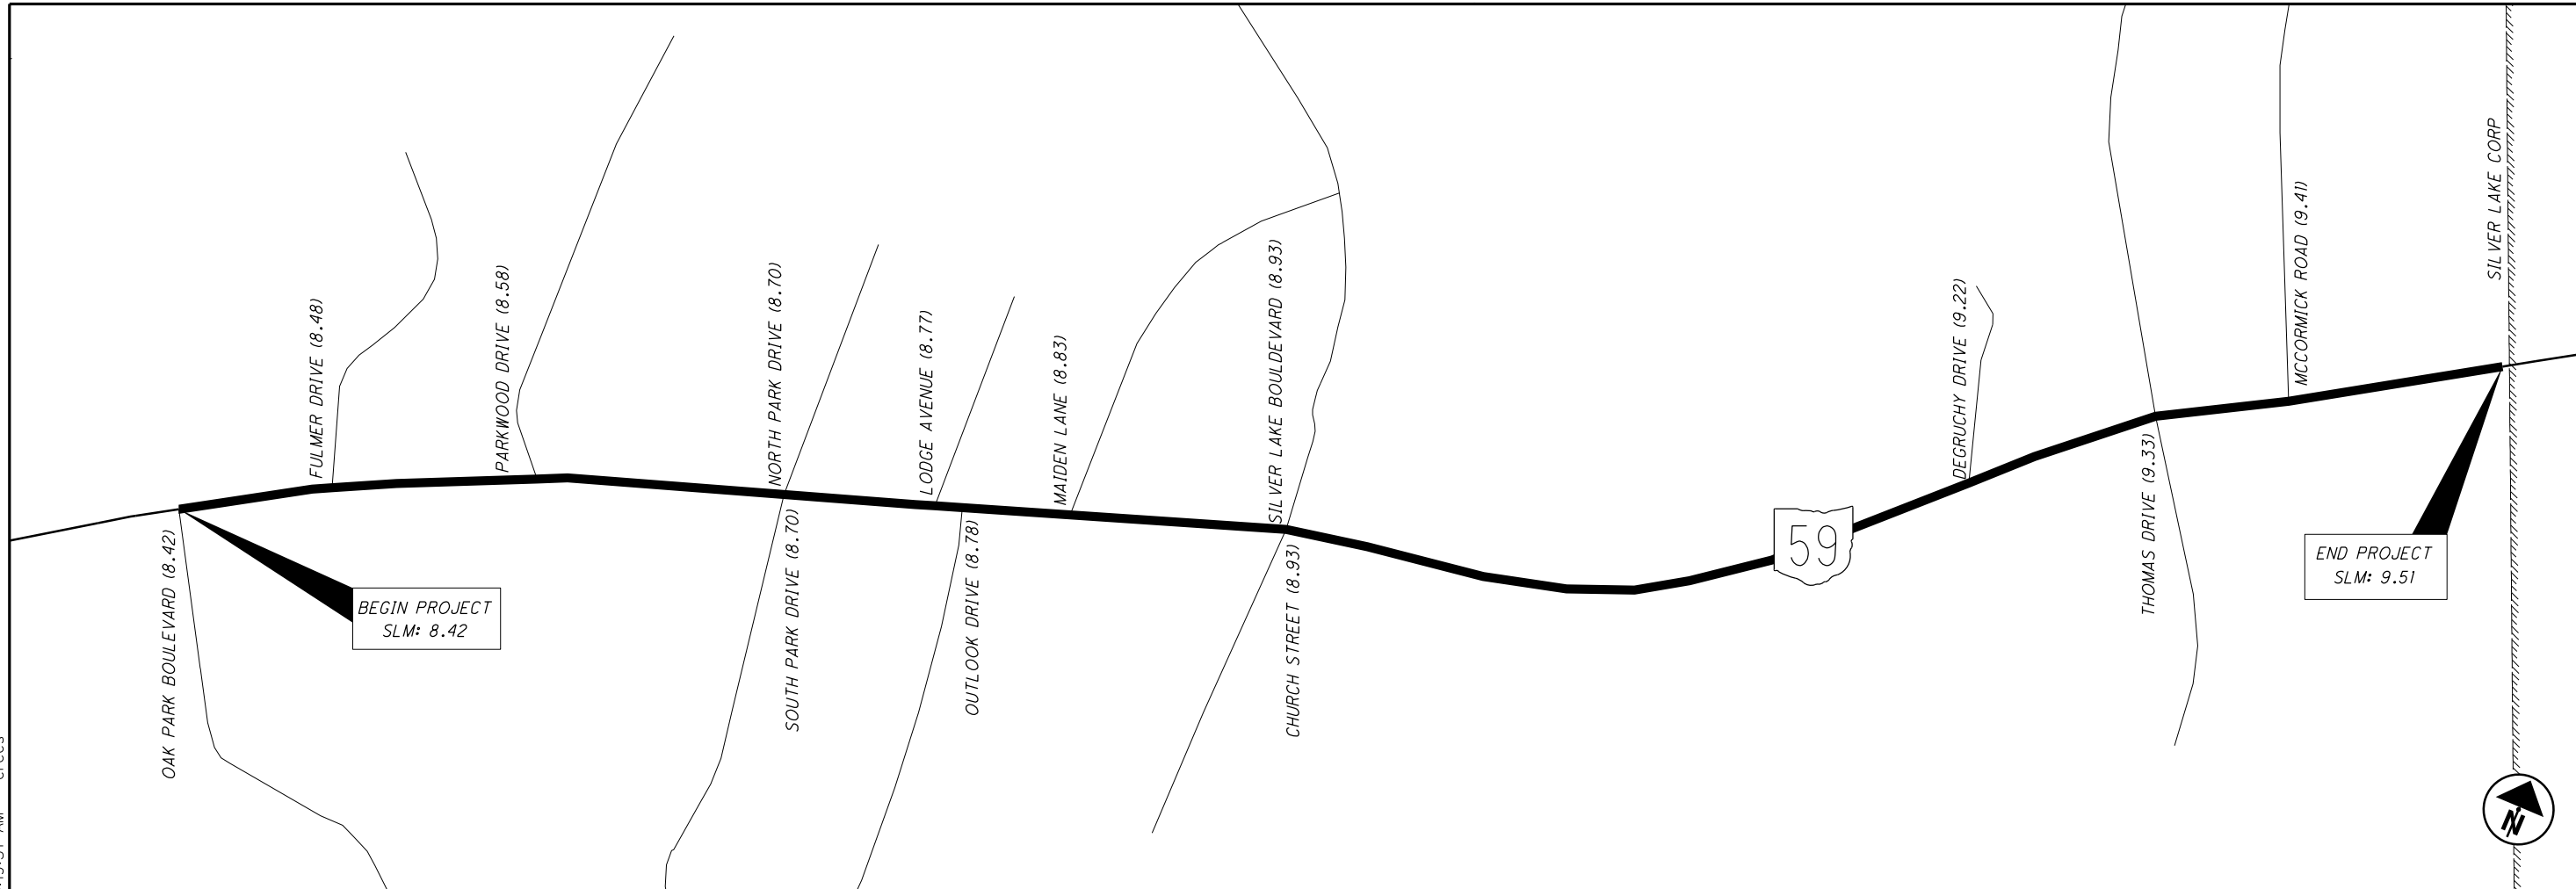 FULMER DRIVE (8.48)
PARKWOOD DRIVE (8.58)
NORTH PARK DRIVE (8.70)
LODGE AVENUE (8.77)
MAIDEN LANE (8.83)
SILVER LAKE BOULDEVARD (8.93)
DEGRUCHY DRIVE (9.22)
MCCORMICK ROAD (9.41)
SILVER LAKE CORP
OAK PARK BOULEVARD (8.42)
BEGIN PROJECT
SLM: 8.42
SOUTH PARK DRIVE (8.70)
OUTLOOK DRIVE (8.78)
CHURCH STREET (8.93)
59
THOMAS DRIVE (9.33)
END PROJECT
SLM: 9.51
N